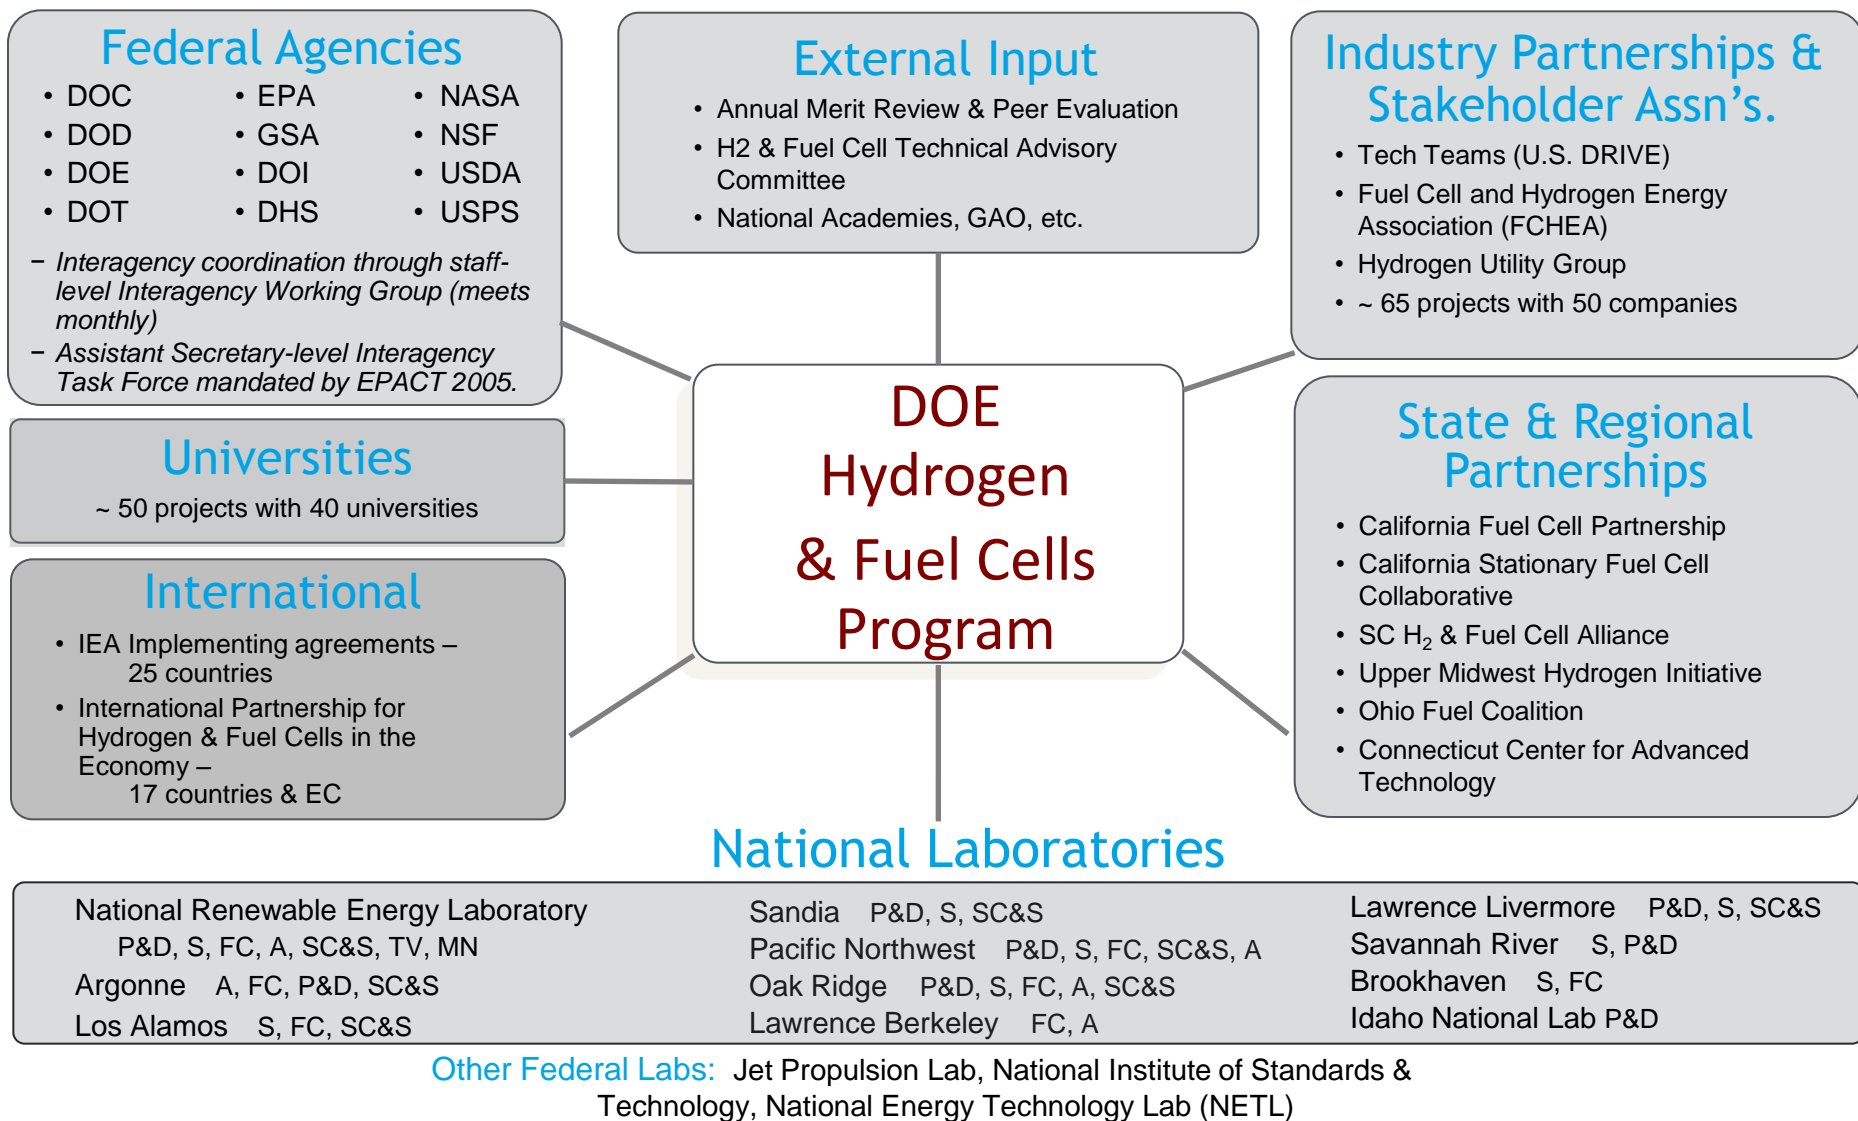 Federal Agencies
• DOC
• DOD
• DOE
• DOT
• EPA
• GSA
• DOI
• DHS
• NASA
• NSF
• USDA
• USPS
− Interagency coordination through staff-
level Interagency Working Group (meets
monthly)
− Assistant Secretary-level Interagency
Task Force mandated by EPACT 2005.
External Input
• Annual Merit Review & Peer Evaluation
• H2 & Fuel Cell Technical Advisory
Committee
• National Academies, GAO, etc.
Industry Partnerships &
Stakeholder Assn's.
• Tech Teams (U.S. DRIVE)
• Fuel Cell and Hydrogen Energy
Association (FCHEA)
• Hydrogen Utility Group
• ~ 65 projects with 50 companies
Universities
~ 50 projects with 40 universities
DOE
Hydrogen
& Fuel Cells
Program
State & Regional
Partnerships
• California Fuel Cell Partnership
• California Stationary Fuel Cell
Collaborative
• SC H₂ & Fuel Cell Alliance
• Upper Midwest Hydrogen Initiative
• Ohio Fuel Coalition
• Connecticut Center for Advanced
Technology
International
• IEA Implementing agreements –
25 countries
• International Partnership for
Hydrogen & Fuel Cells in the
Economy –
17 countries & EC
National Laboratories
National Renewable Energy Laboratory
P&D, S, FC, A, SC&S, TV, MN
Argonne A, FC, P&D, SC&S
Los Alamos S, FC, SC&S
Sandia P&D, S, SC&S
Pacific Northwest P&D, S, FC, SC&S, A
Oak Ridge P&D, S, FC, A, SC&S
Lawrence Berkeley FC, A
Lawrence Livermore P&D, S, SC&S
Savannah River S, P&D
Brookhaven S, FC
Idaho National Lab P&D
Other Federal Labs: Jet Propulsion Lab, National Institute of Standards &
Technology, National Energy Technology Lab (NETL)